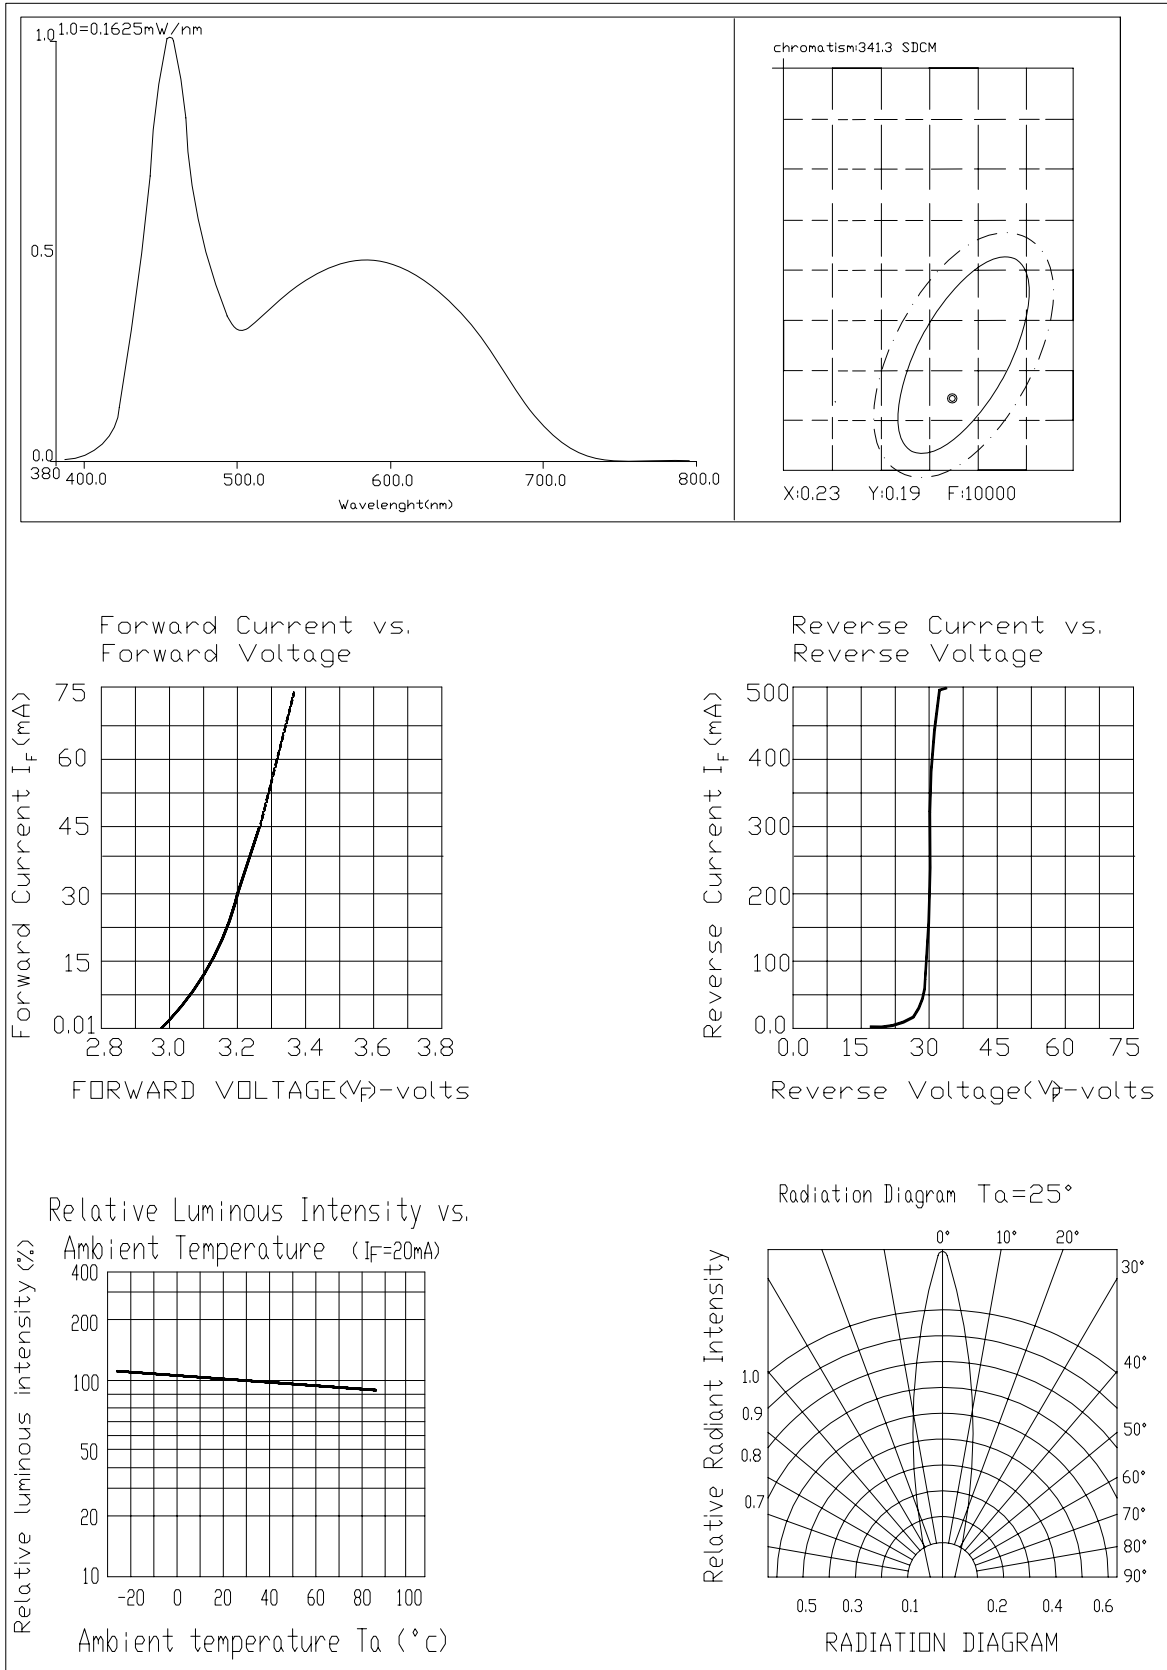 1.0=0.1625mW/nm
1.0
0.5
0.0
380 400.0 500.0 600.0 700.0 800.0
Wavelenght(nm)
chromatism:341.3 SDCM
X:0.23 Y:0.19 F:10000
Forward Current vs.
Forward Voltage
Forward Current IF(mA)
75
60
45
30
15
0.01
2.8 3.0 3.2 3.4 3.6 3.8
FORWARD VOLTAGE(VF)-volts
Reverse Current vs.
Reverse Voltage
Reverse Current IF(mA)
500
400
300
200
100
0.0
0.0 15 30 45 60 75
Reverse Voltage(VP)-volts
Relative Luminous Intensity vs.
Ambient Temperature (IF=20mA)
Relative luminous intensity(%)
400
200
100
50
20
10
-20 0 20 40 60 80 100
Ambient temperature Ta (°c)
Radiation Diagram Ta=25°
Relative Radiant Intensity
0° 10° 20°
30°
40°
50°
60°
70°
80°
90°
1.0
0.9
0.8
0.7
0.5 0.3 0.1 0.2 0.4 0.6
RADIATION DIAGRAM